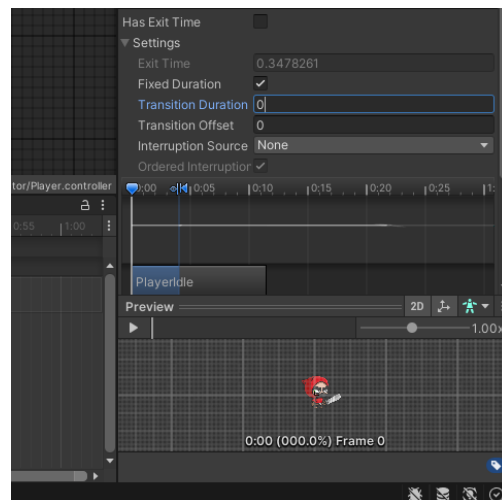 Has Exit Time
Settings
Exit Time 0.3478261
Fixed Duration
Transition Duration 0
Transition Offset 0
Interruption Source None
Ordered Interruption
tor/Player.controller
0:00 0:05 0:10 0:15 0:20 0:25 1:
0:55 1:00
PlayerIdle
Preview 2D
1.00x
0:00 (000.0%) Frame 0